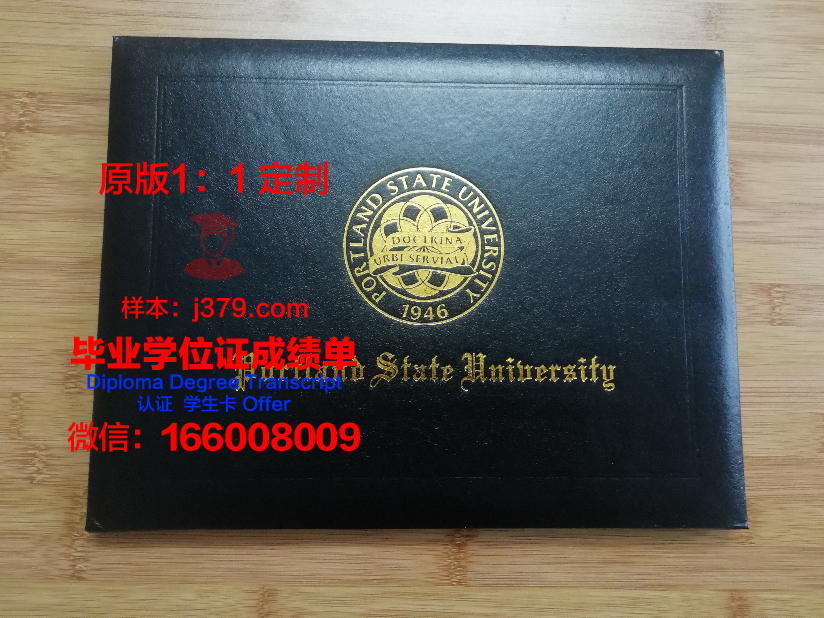 原版1：1 定制
PORTLAND STATE UNIVERSITY
DOCTRINA
URBI SERVIAT
1946
样本：j379.com
毕业学位证成绩单
Portland State University
Diploma Degree Transcript
认证 学生卡 Offer
微信：166008009